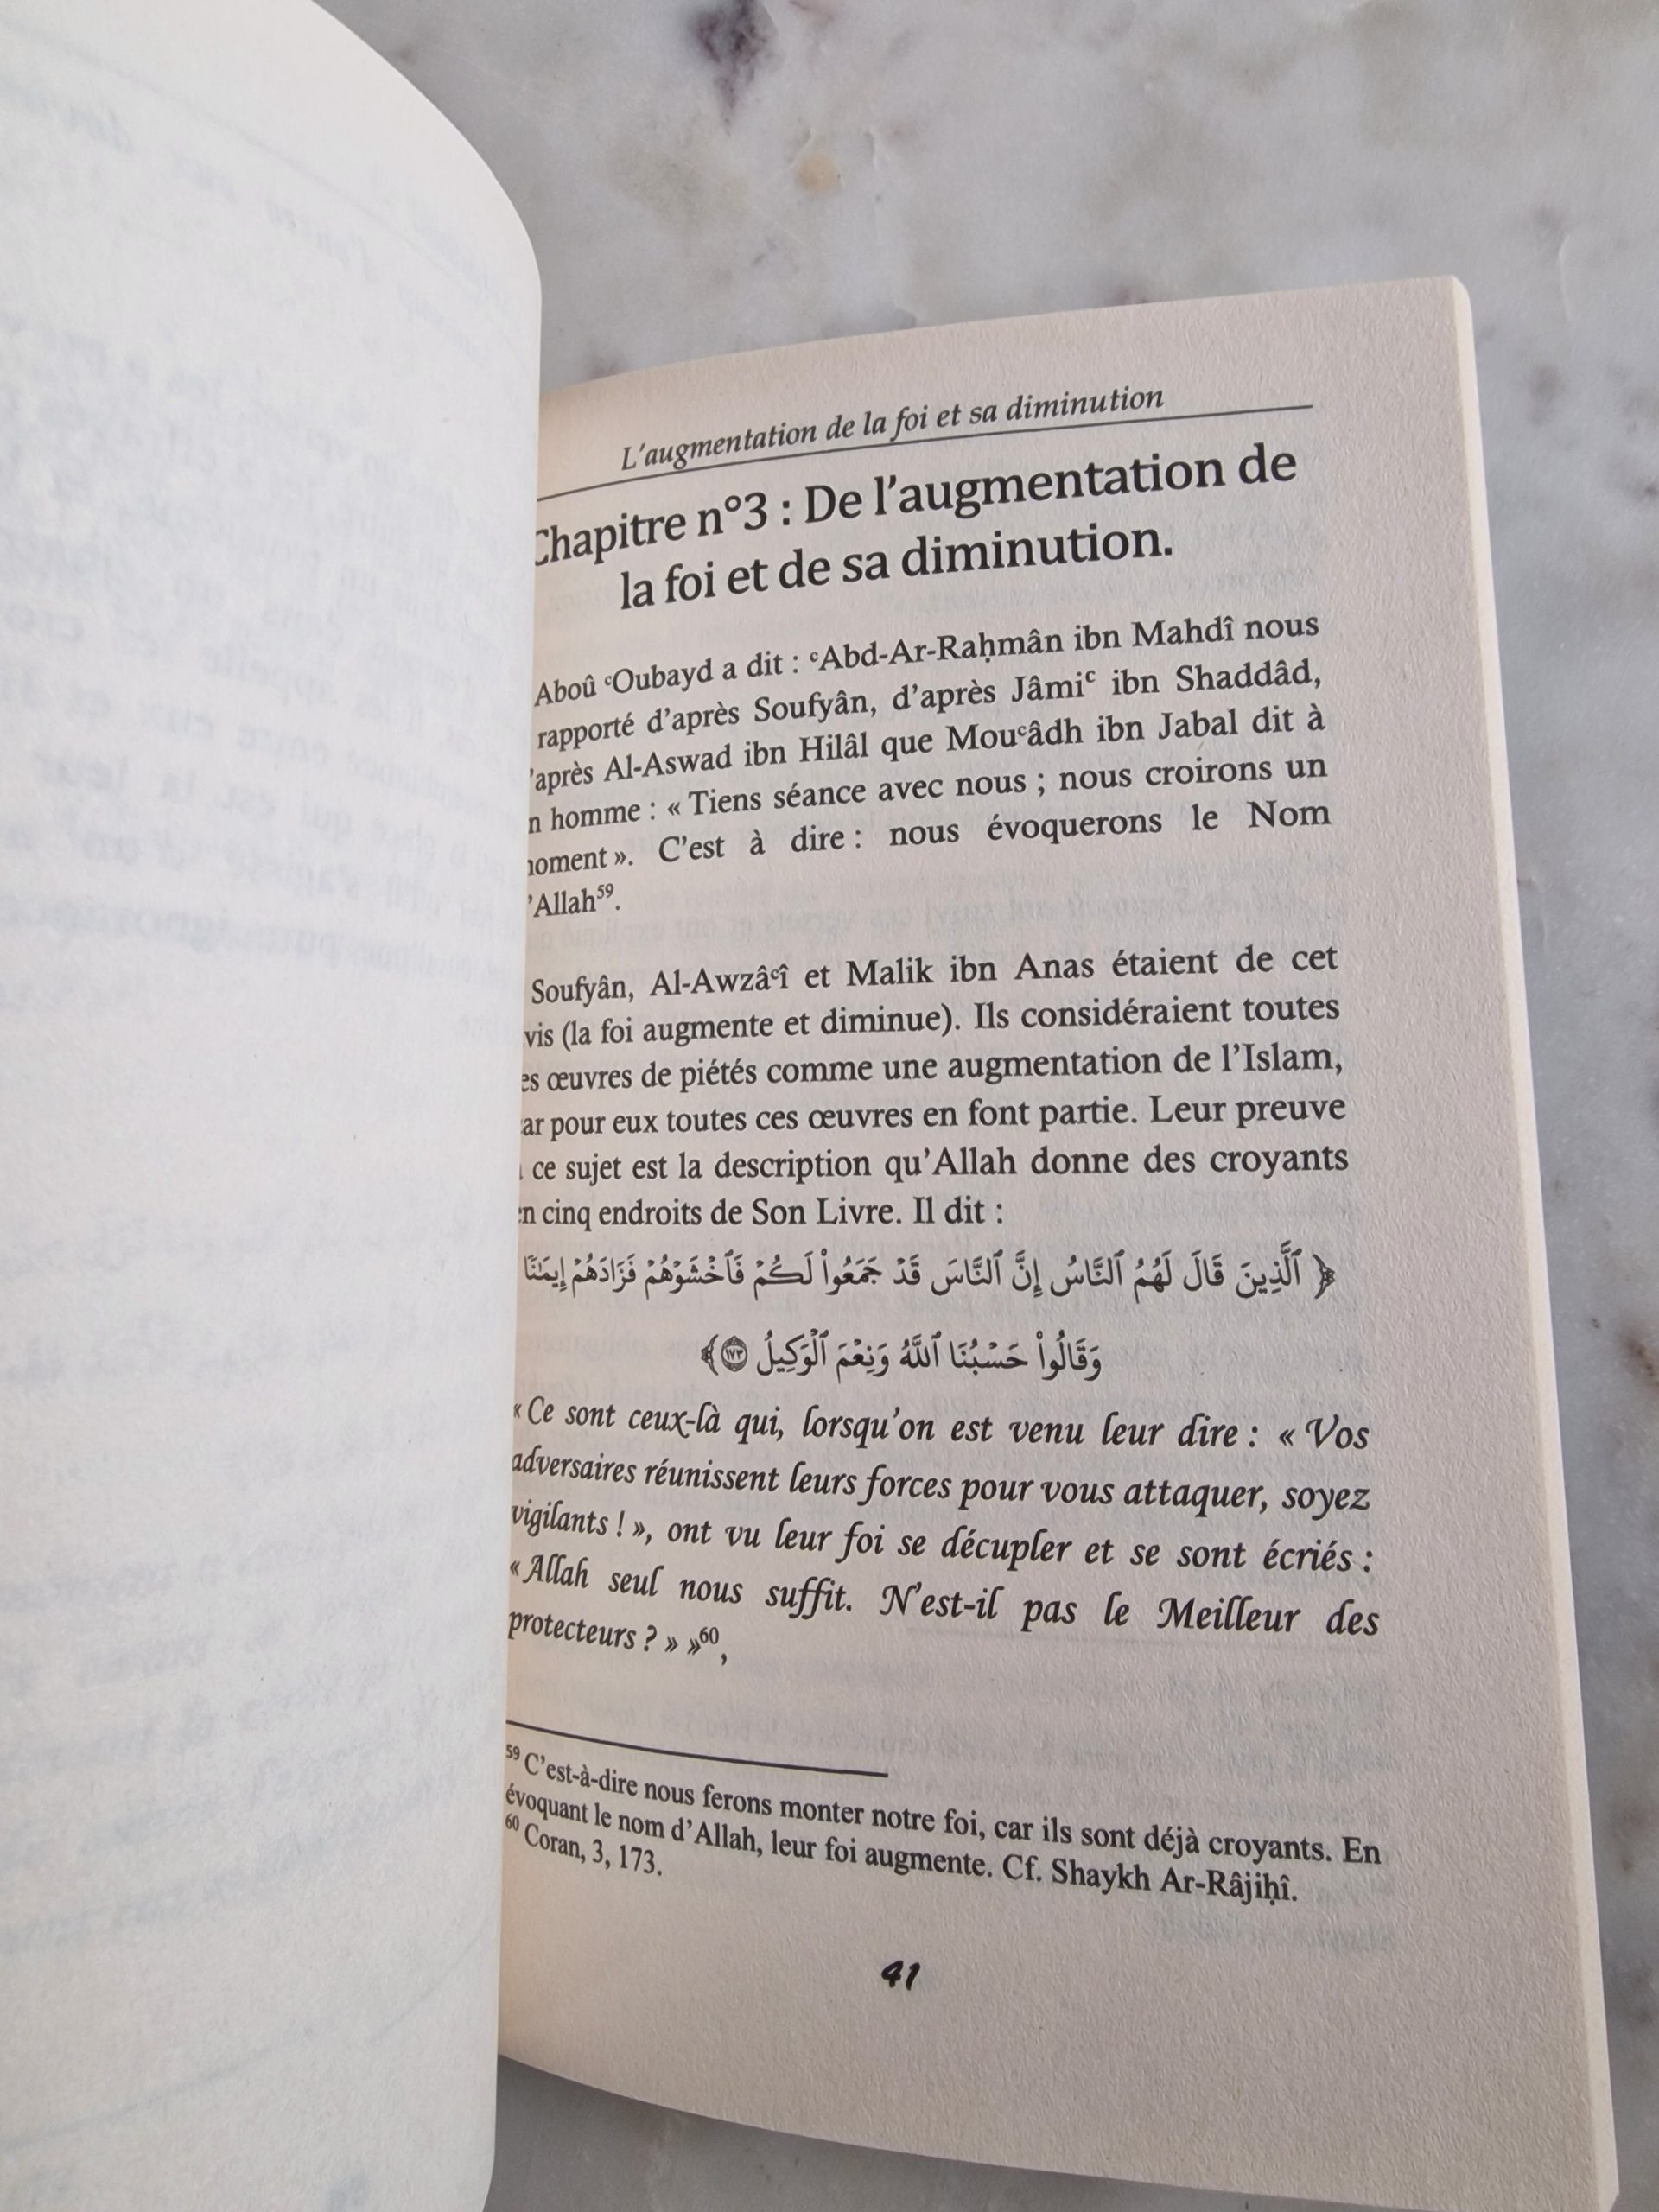 L'augmentation de la foi et sa diminution
Chapitre n°3 : De l'augmentation de
la foi et de sa diminution.
Aboû ʿOubayd a dit : ʿAbd-Ar-Raḥmân ibn Mahdî nous
rapporté d'après Soufyân, d'après Jâmiʿ ibn Shaddâd,
'après Al-Aswad ibn Hilâl que Mouʿâdh ibn Jabal dit à
n homme : « Tiens séance avec nous ; nous croirons un
moment ». C'est à dire : nous évoquerons le Nom
'Allah⁵⁹.
Soufyân, Al-Awzâʿî et Malik ibn Anas étaient de cet
vis (la foi augmente et diminue). Ils considéraient toutes
es œuvres de piétés comme une augmentation de l'Islam,
ar pour eux toutes ces œuvres en font partie. Leur preuve
ce sujet est la description qu'Allah donne des croyants
en cinq endroits de Son Livre. Il dit :
﴿ ٱلَّذِينَ قَالَ لَهُمُ ٱلنَّاسُ إِنَّ ٱلنَّاسَ قَدْ جَمَعُواْ لَكُمْ فَٱخْشَوْهُمْ فَزَادَهُمْ إِيمَٰنًا
وَقَالُواْ حَسْبُنَا ٱللَّهُ وَنِعْمَ ٱلْوَكِيلُ ١٧٣ ﴾
« Ce sont ceux-là qui, lorsqu'on est venu leur dire : « Vos
adversaires réunissent leurs forces pour vous attaquer, soyez
vigilants ! », ont vu leur foi se décupler et se sont écriés :
« Allah seul nous suffit. N'est-il pas le Meilleur des
protecteurs ? » »⁶⁰,
⁵⁹ C'est-à-dire nous ferons monter notre foi, car ils sont déjà croyants. En
évoquant le nom d'Allah, leur foi augmente. Cf. Shaykh Ar-Râjiḥî.
⁶⁰ Coran, 3, 173.
41